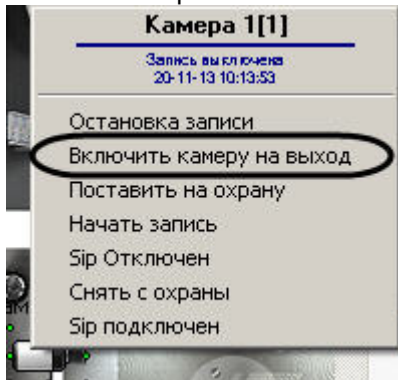 Камера 1[1]
Запись выключена
20-11-13 10:13:53
Остановка записи
Включить камеру на выход
Поставить на охрану
Начать запись
Sip Отключен
Снять с охраны
Sip подключен